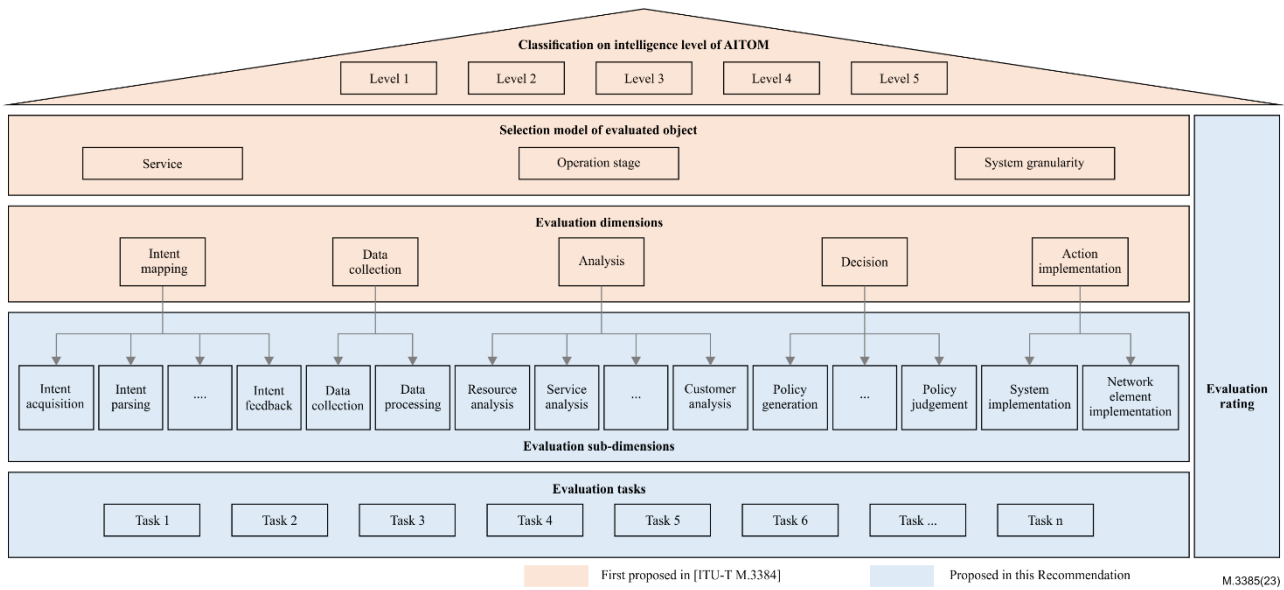 Classification on intelligence level of AITOM
Level 1
Level 2
Level 3
Level 4
Level 5
Selection model of evaluated object
Service
Operation stage
System granularity
Evaluation dimensions
Intent
mapping
Data
collection
Analysis
Decision
Action
implementation
Intent
acquisition
Intent
parsing
....
Intent
feedback
Data
collection
Data
processing
Resource
analysis
Service
analysis
...
Customer
analysis
Policy
generation
...
Policy
judgement
System
implementation
Network
element
implementation
Evaluation sub-dimensions
Evaluation
rating
Evaluation tasks
Task 1
Task 2
Task 3
Task 4
Task 5
Task 6
Task ...
Task n
First proposed in [ITU-T M.3384]
Proposed in this Recommendation
M.3385(23)